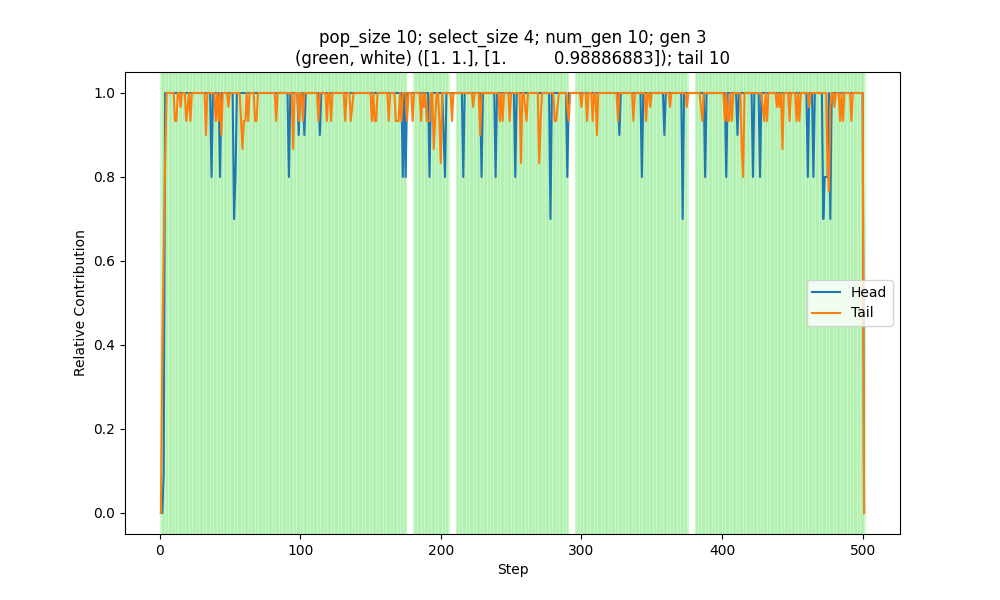 pop_size 10; select_size 4; num_gen 10; gen 3
(green, white) ([1. 1.], [1.          0.98886883]); tail 10
1.0
0.8
0.6
0.4
0.2
0.0
Relative Contribution
Head
Tail
0
100
200
300
400
500
Step